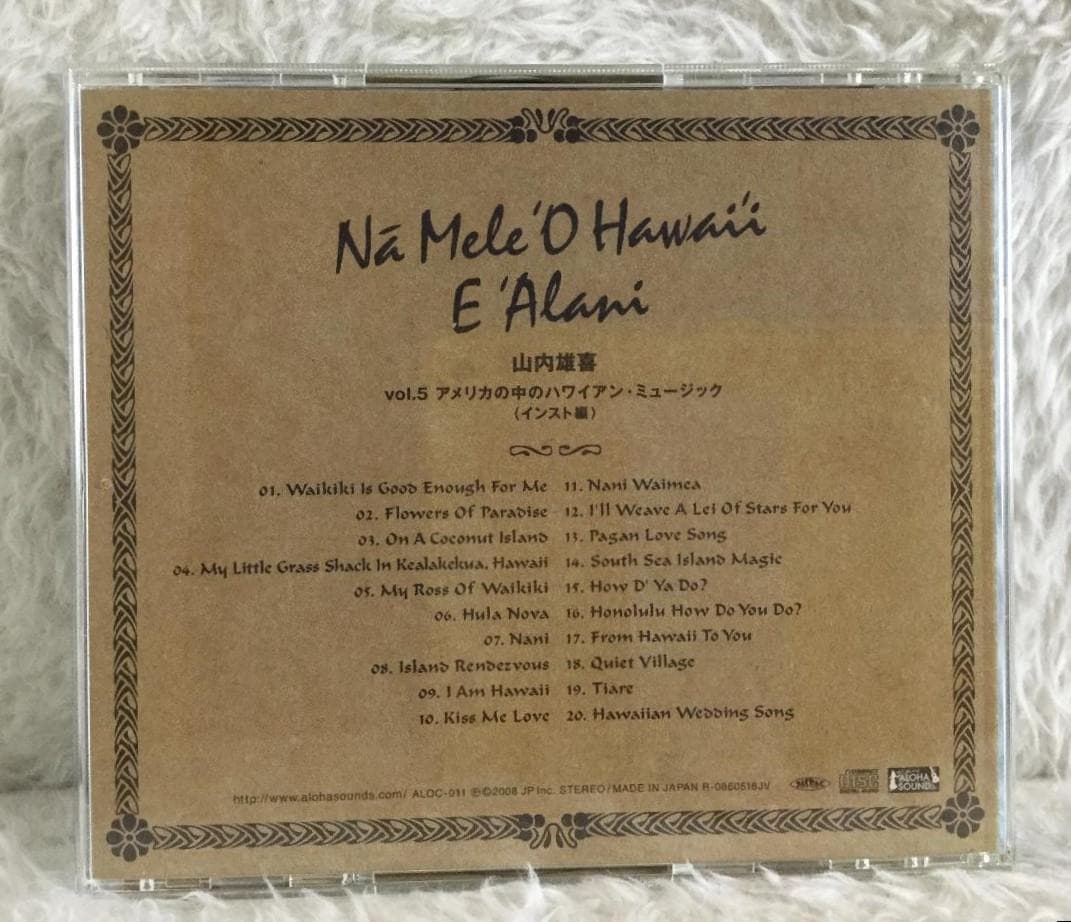 Nā Mele 'O Hawai'i
E 'Alani
山内雄喜
vol.5 アメリカの中のハワイアン・ミュージック
（インスト編）
01. Waikiki Is Good Enough For Me
02. Flowers Of Paradise
03. On A Coconut Island
04. My Little Grass Shack In Kealakekua, Hawaii
05. My Ross Of Waikiki
06. Hula Nova
07. Nani
08. Island Rendezvous
09. I Am Hawaii
10. Kiss Me Love
11. Nani Waimea
12. I'll Weave A Lei Of Stars For You
13. Pagan Love Song
14. South Sea Island Magic
15. How D' Ya Do?
16. Honolulu How Do You Do?
17. From Hawaii To You
18. Quiet Village
19. Tiare
20. Hawaiian Wedding Song
http://www.alohasounds.com/ ALOC-011 ℗©2008 JP Inc. STEREO/MADE IN JAPAN R-0860518JV
COMPACT
disc
DIGITAL AUDIO
ALOHA
SOUND